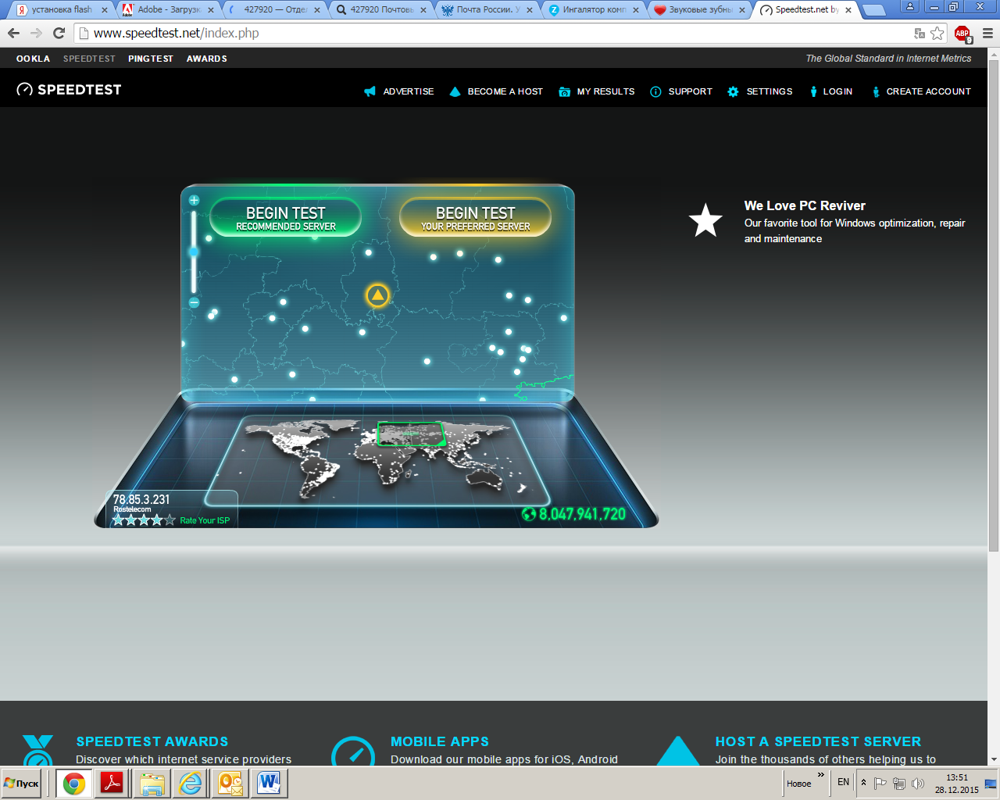 установка flash
Adobe - Загрузка
427920 — Отдел
427920 Почтовы
Почта России. У
Ингалятор комп
Звуковые зубны
Speedtest.net by
www.speedtest.net/index.php
ABP
OOKLA SPEEDTEST PINGTEST AWARDS
The Global Standard in Internet Metrics
SPEEDTEST
ADVERTISE BECOME A HOST MY RESULTS SUPPORT SETTINGS LOGIN CREATE ACCOUNT
BEGIN TEST
RECOMMENDED SERVER
BEGIN TEST
YOUR PREFERRED SERVER
We Love PC Reviver
Our favorite tool for Windows optimization, repair
and maintenance
78.85.3.231
Rostelecom
Rate Your ISP
8,047,941,720
SPEEDTEST AWARDS
Discover which internet service providers
MOBILE APPS
Download our mobile apps for iOS, Android
HOST A SPEEDTEST SERVER
Join the thousands of others helping us to
Пуск
Новое
EN
13:51
28.12.2015